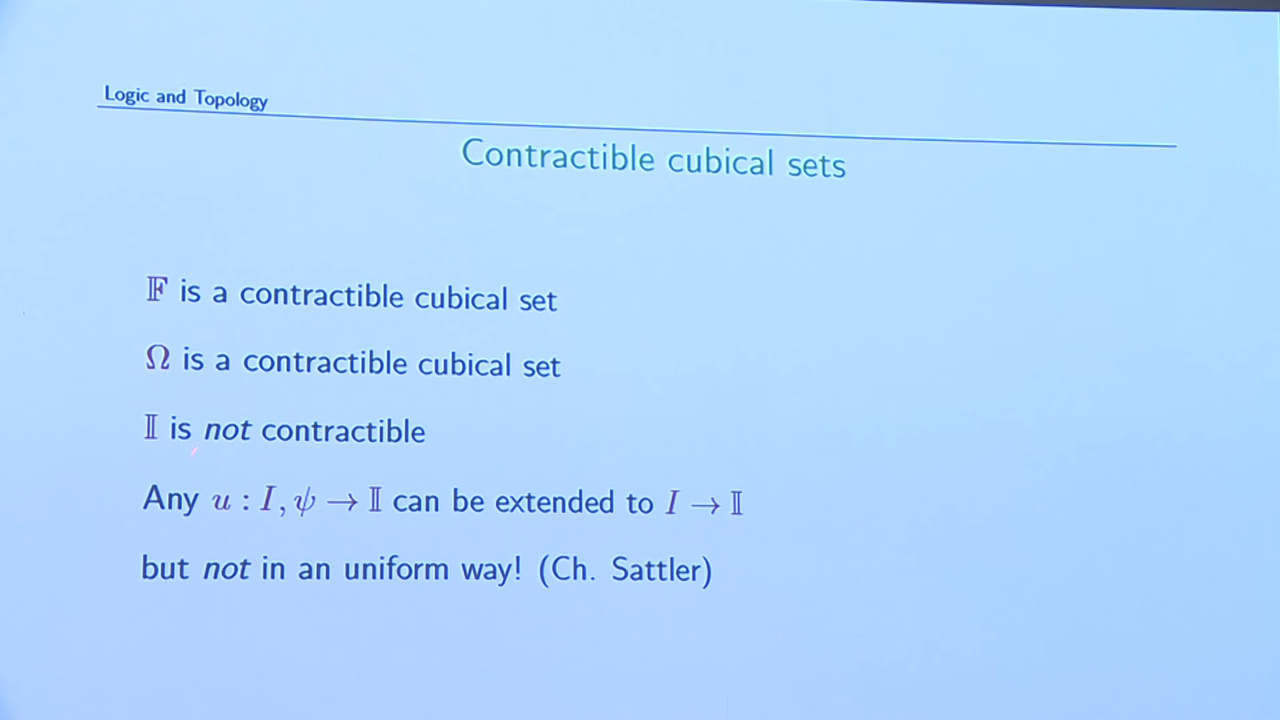 Logic and Topology
Contractible cubical sets
𝔽 is a contractible cubical set
Ω is a contractible cubical set
𝕀 is not contractible
Any u : I, ψ → 𝕀 can be extended to I → 𝕀
but not in an uniform way! (Ch. Sattler)